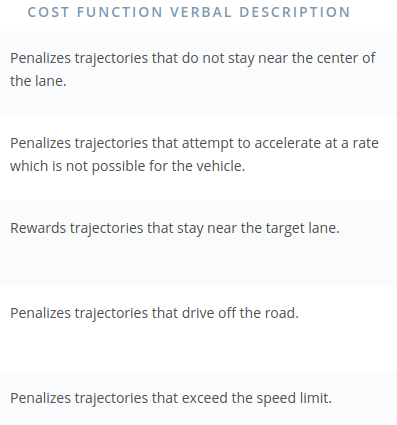 COST FUNCTION VERBAL DESCRIPTION
Penalizes trajectories that do not stay near the center of
the lane.
Penalizes trajectories that attempt to accelerate at a rate
which is not possible for the vehicle.
Rewards trajectories that stay near the target lane.
Penalizes trajectories that drive off the road.
Penalizes trajectories that exceed the speed limit.